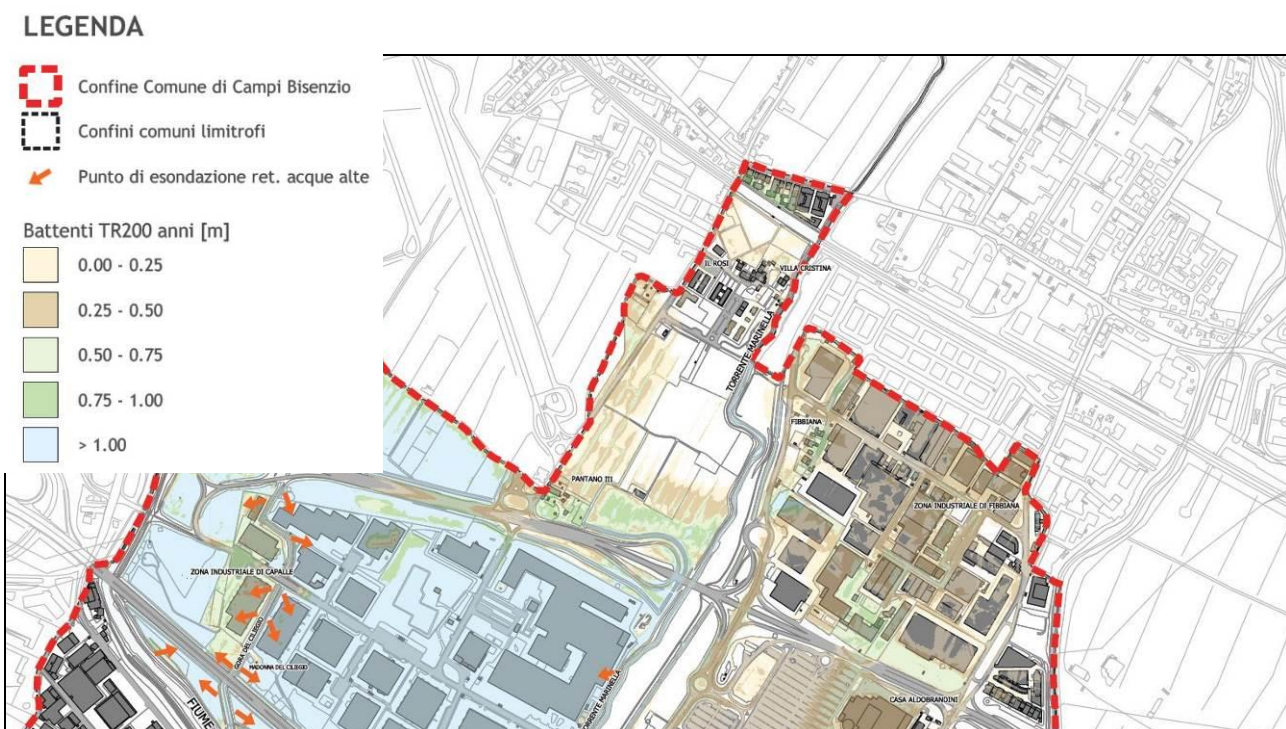 LEGENDA
Confine Comune di Campi Bisenzio
Confini comuni limitrofi
Punto di esondazione ret. acque alte
Battenti TR200 anni [m]
0.00 - 0.25
0.25 - 0.50
0.50 - 0.75
0.75 - 1.00
> 1.00
IL ROSI
VILLA CRISTINA
TORRENTE MARINELLA
FIBBIANA
PANTANO III
ZONA INDUSTRIALE DI FIBBIANA
ZONA INDUSTRIALE DI CAPALLE
GORA DEL CILIEGIO
MADONNA DEL CILIEGIO
TORRENTE MARINELLA
CASA ALDOBRANDINI
FIUME